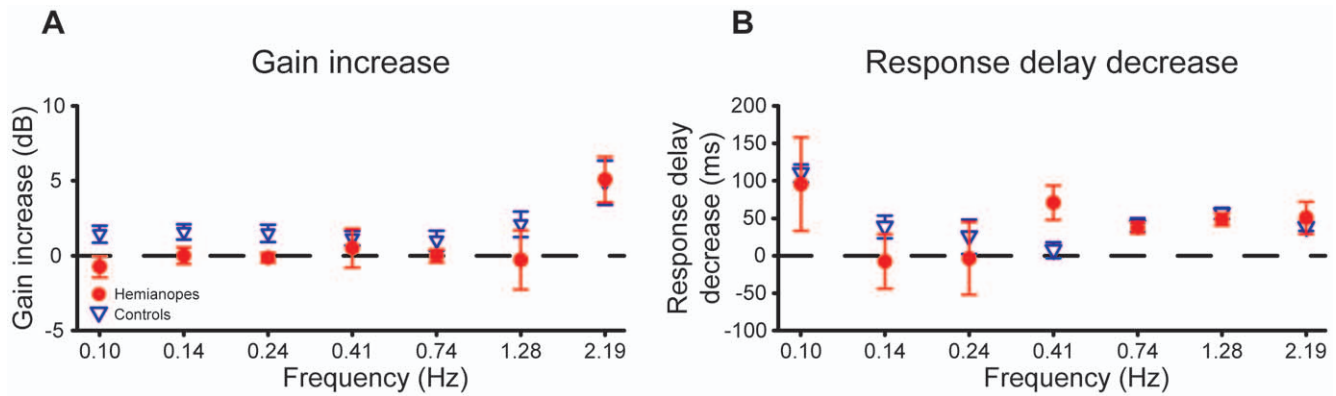 A
Gain increase
Gain increase (dB)
10
5
0
-5
Hemianopes
Controls
0.10 0.14 0.24 0.41 0.74 1.28 2.19
Frequency (Hz)
B
Response delay decrease
Response delay
decrease (ms)
200
150
100
50
0
-50
-100
0.10 0.14 0.24 0.41 0.74 1.28 2.19
Frequency (Hz)